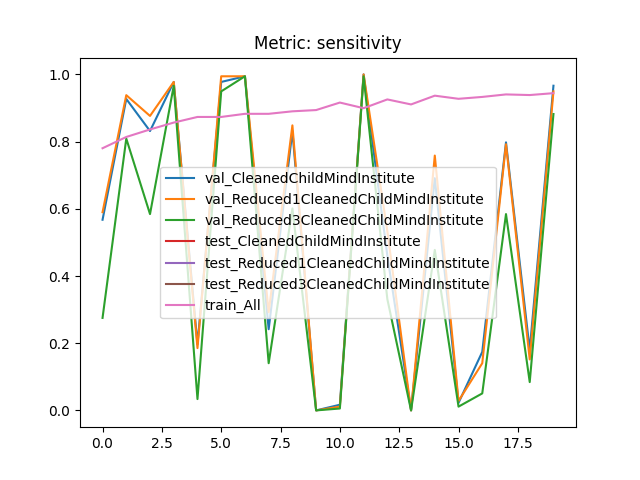 Metric: sensitivity
1.0
0.8
0.6
0.4
0.2
0.0
val_CleanedChildMindInstitute
val_Reduced1CleanedChildMindInstitute
val_Reduced3CleanedChildMindInstitute
test_CleanedChildMindInstitute
test_Reduced1CleanedChildMindInstitute
test_Reduced3CleanedChildMindInstitute
train_All
0.0 2.5 5.0 7.5 10.0 12.5 15.0 17.5